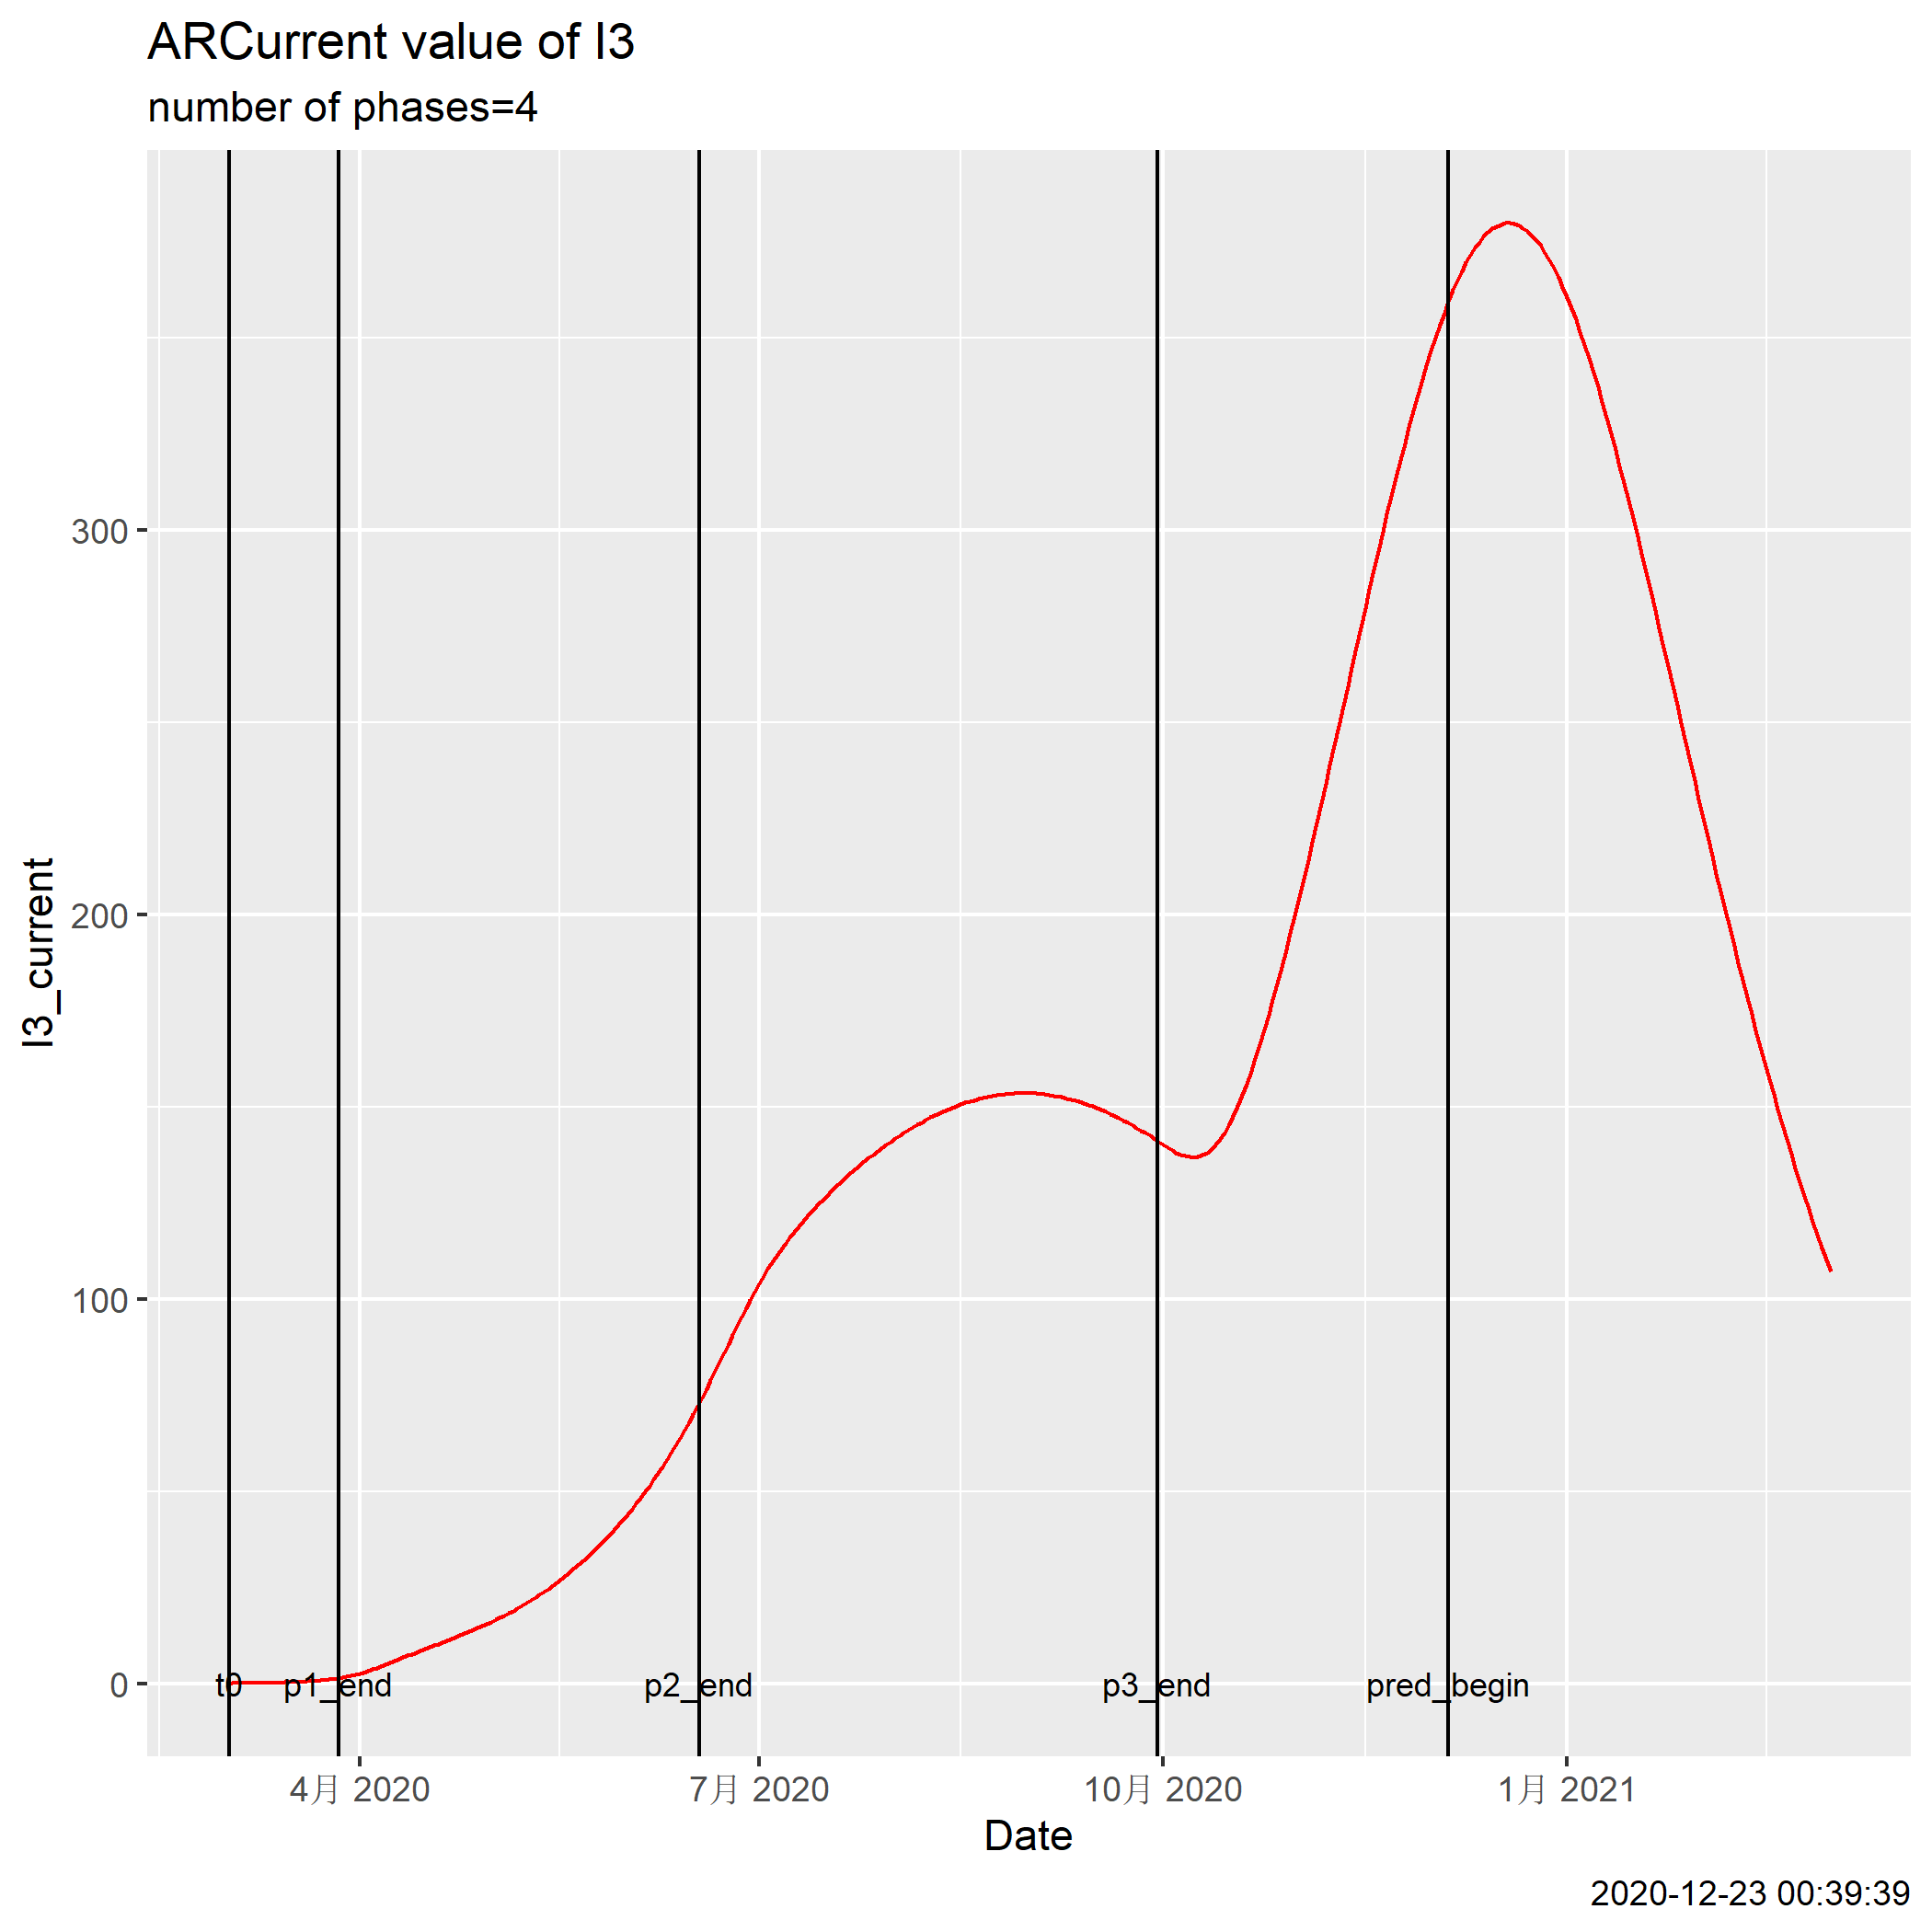 ARCurrent value of I3
number of phases=4
I3_current
300
200
100
0
t0 p1_end p2_end p3_end pred_begin
4月 2020 7月 2020 10月 2020 1月 2021
Date
2020-12-23 00:39:39